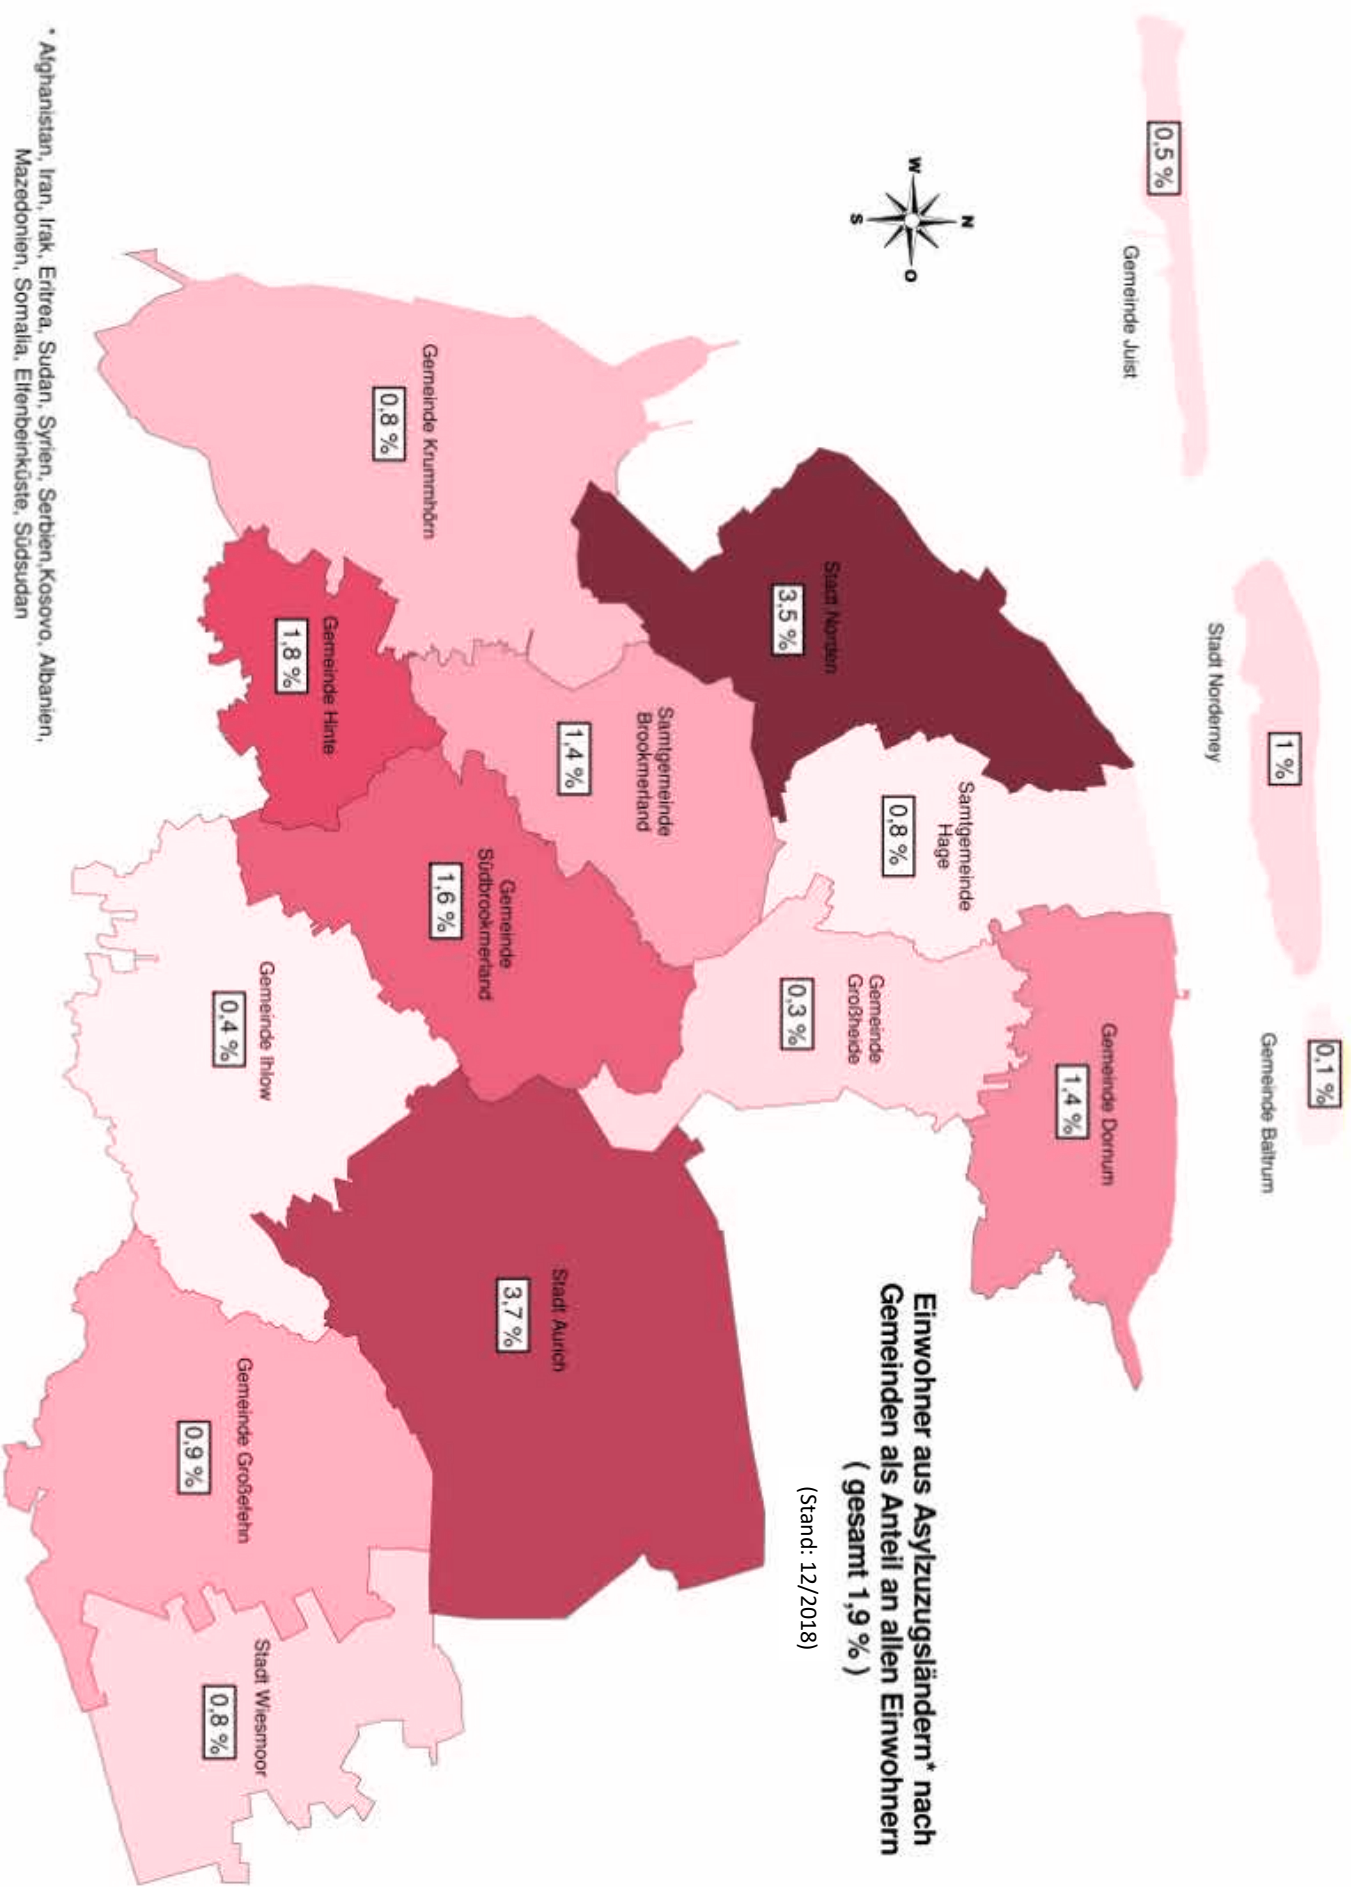 0,1 %
Gemeinde Baltrum
1 %
Stadt Norderney
0,5 %
Gemeinde Juist
N
W
O
S
Einwohner aus Asylzuzugsländern* nach
Gemeinden als Anteil an allen Einwohnern
( gesamt 1,9 % )
(Stand: 12/2018)
Gemeinde Dornum
1,4 %
Samtgemeinde
Hage
0,8 %
Gemeinde
Großheide
0,3 %
Stadt Norden
3,5 %
Samtgemeinde
Brookmerland
1,4 %
Stadt Aurich
3,7 %
Gemeinde
Südbrookmerland
1,6 %
Gemeinde Krummhörn
0,8 %
Gemeinde Hinte
1,8 %
Gemeinde Ihlow
0,4 %
Gemeinde Großefehn
0,9 %
Stadt Wiesmoor
0,8 %
* Afghanistan, Iran, Irak, Eritrea, Sudan, Syrien, Serbien,Kosovo, Albanien,
Mazedonien, Somalia, Elfenbeinküste, Südsudan